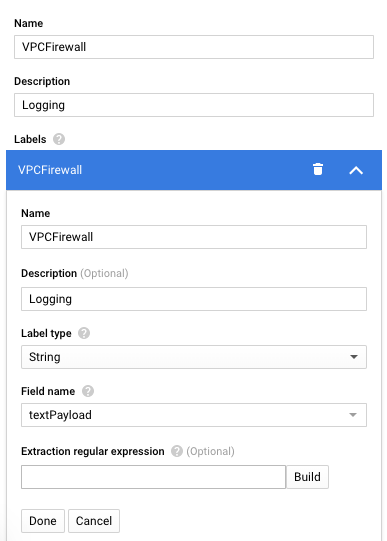 Name
VPCFirewall
Description
Logging
Labels ?
VPCFirewall
Name
VPCFirewall
Description (Optional)
Logging
Label type ?
String
Field name ?
textPayload
Extraction regular expression ? (Optional)
Build
Done Cancel